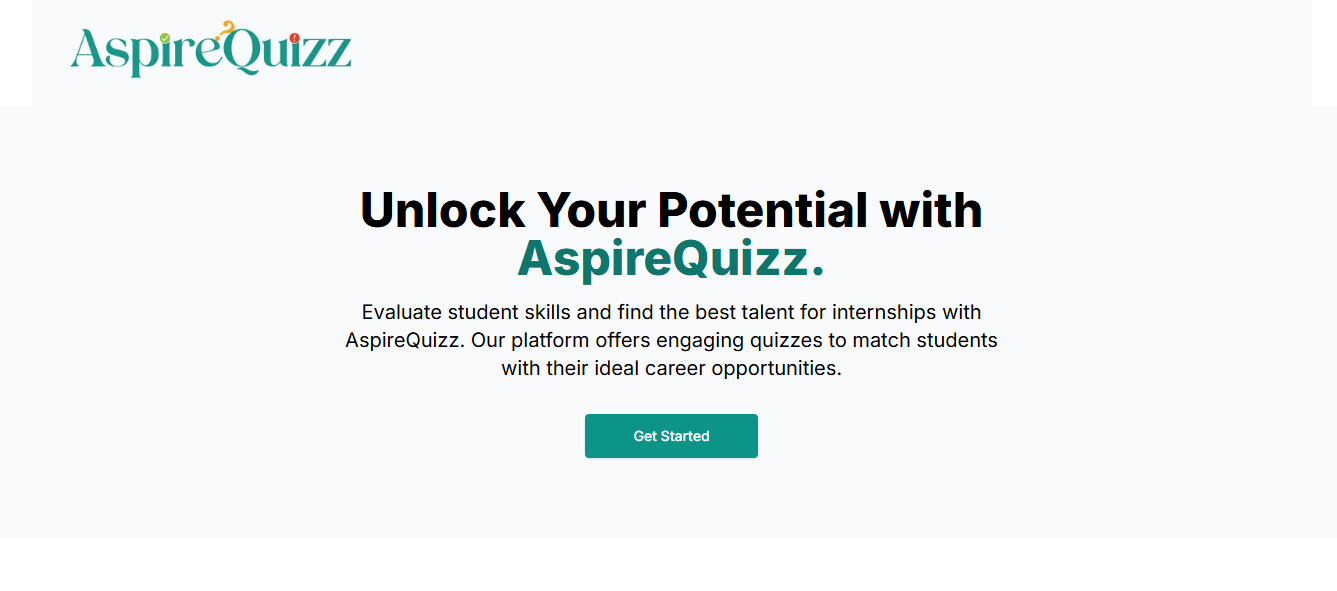 AspireQuizz
Unlock Your Potential with
AspireQuizz.
Evaluate student skills and find the best talent for internships with
AspireQuizz. Our platform offers engaging quizzes to match students
with their ideal career opportunities.
Get Started